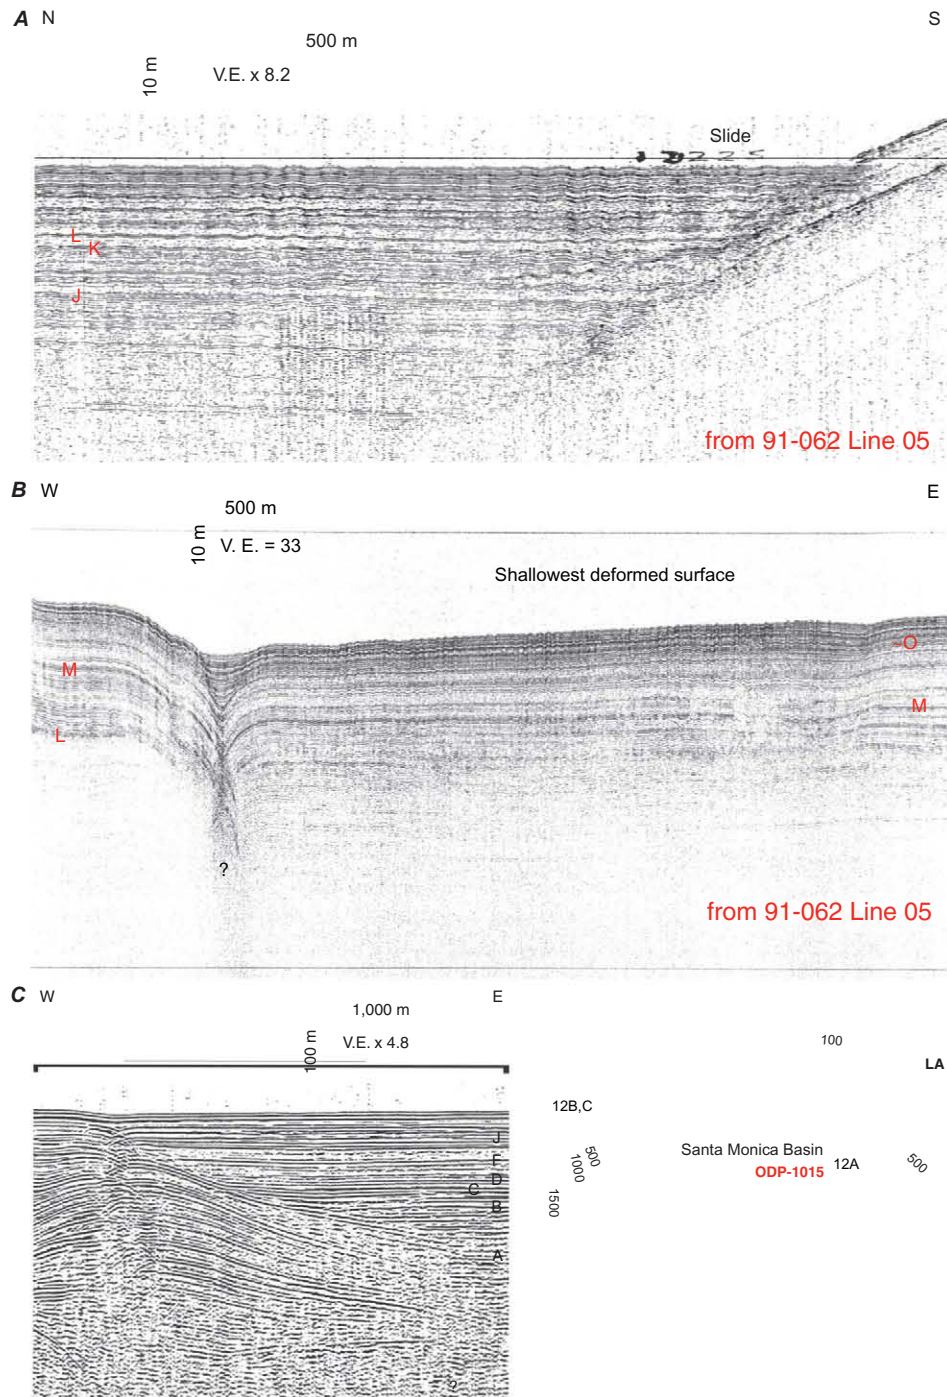 A N S
500 m
10 m
V.E. x 8.2
Slide
L
K
J
from 91-062 Line 05
B W E
500 m
10 m
V. E. = 33
Shallowest deformed surface
O
M
M
L
?
from 91-062 Line 05
C W E
1,000 m
100 m
V.E. x 4.8
J
F
D
C
B
A
?
100
LA
12B,C
500
1000
1500
Santa Monica Basin
ODP-1015
12A
500